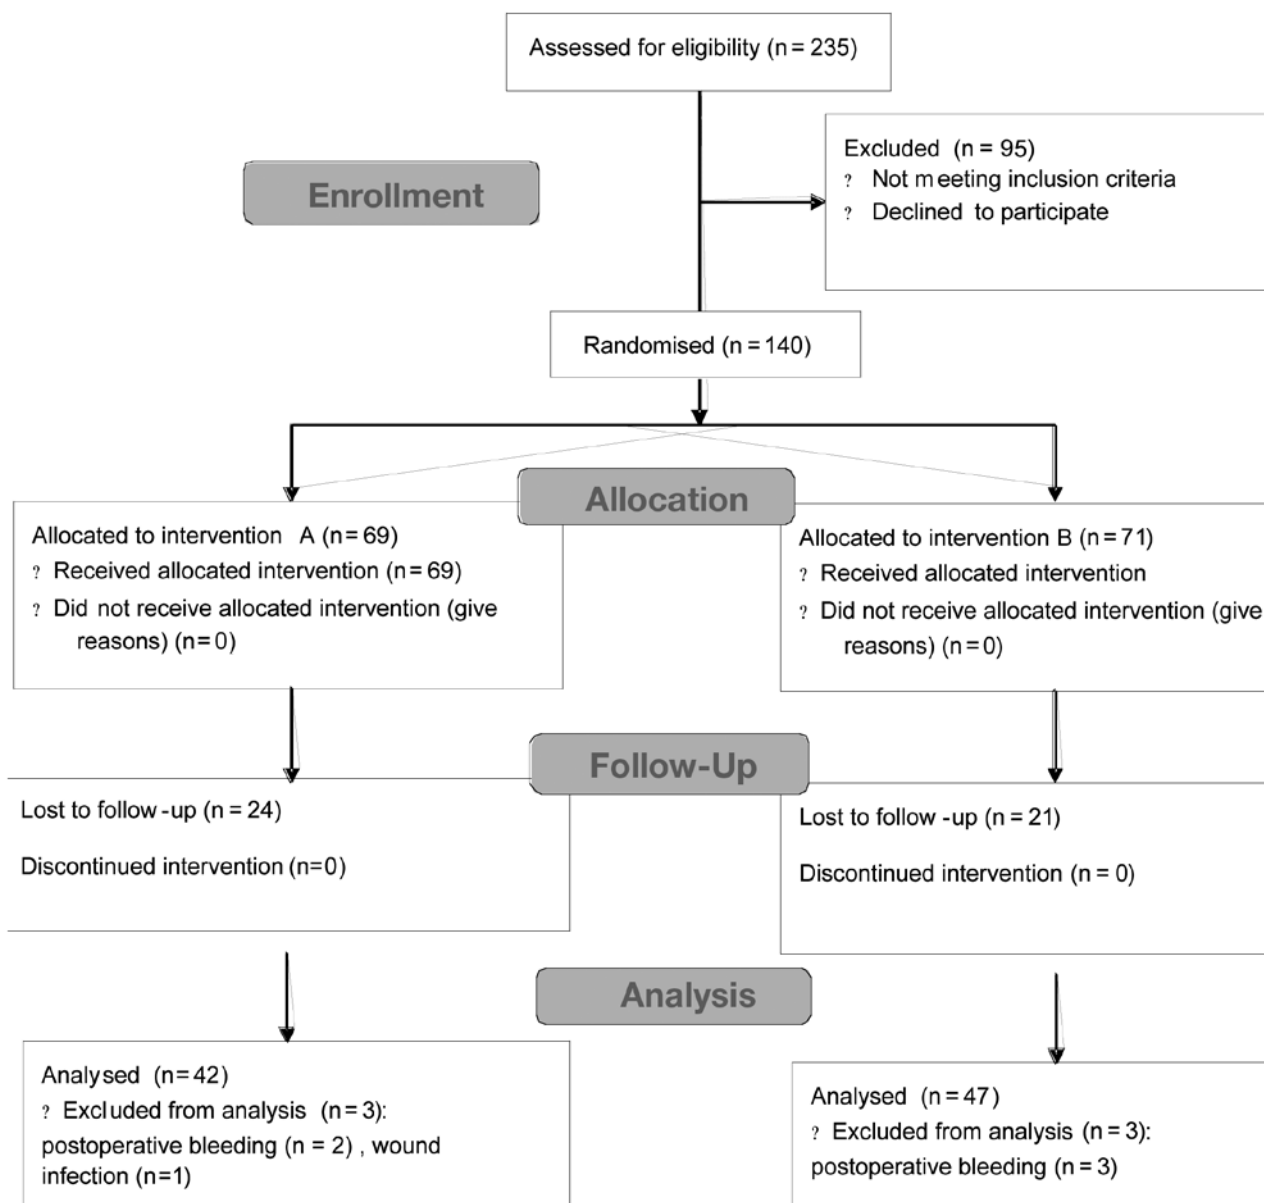 Assessed for eligibility (n = 235)
Excluded (n = 95)
? Not meeting inclusion criteria
? Declined to participate
Enrollment
Randomised (n = 140)
Allocation
Allocated to intervention A (n = 69)
? Received allocated intervention (n = 69)
? Did not receive allocated intervention (give
reasons) (n = 0)
Allocated to intervention B (n = 71)
? Received allocated intervention
? Did not receive allocated intervention (give
reasons) (n = 0)
Follow-Up
Lost to follow -up (n = 24)
Discontinued intervention (n=0)
Lost to follow -up (n = 21)
Discontinued intervention (n = 0)
Analysis
Analysed (n = 42)
? Excluded from analysis (n = 3):
postoperative bleeding (n = 2) , wound
infection (n=1)
Analysed (n = 47)
? Excluded from analysis (n = 3):
postoperative bleeding (n = 3)